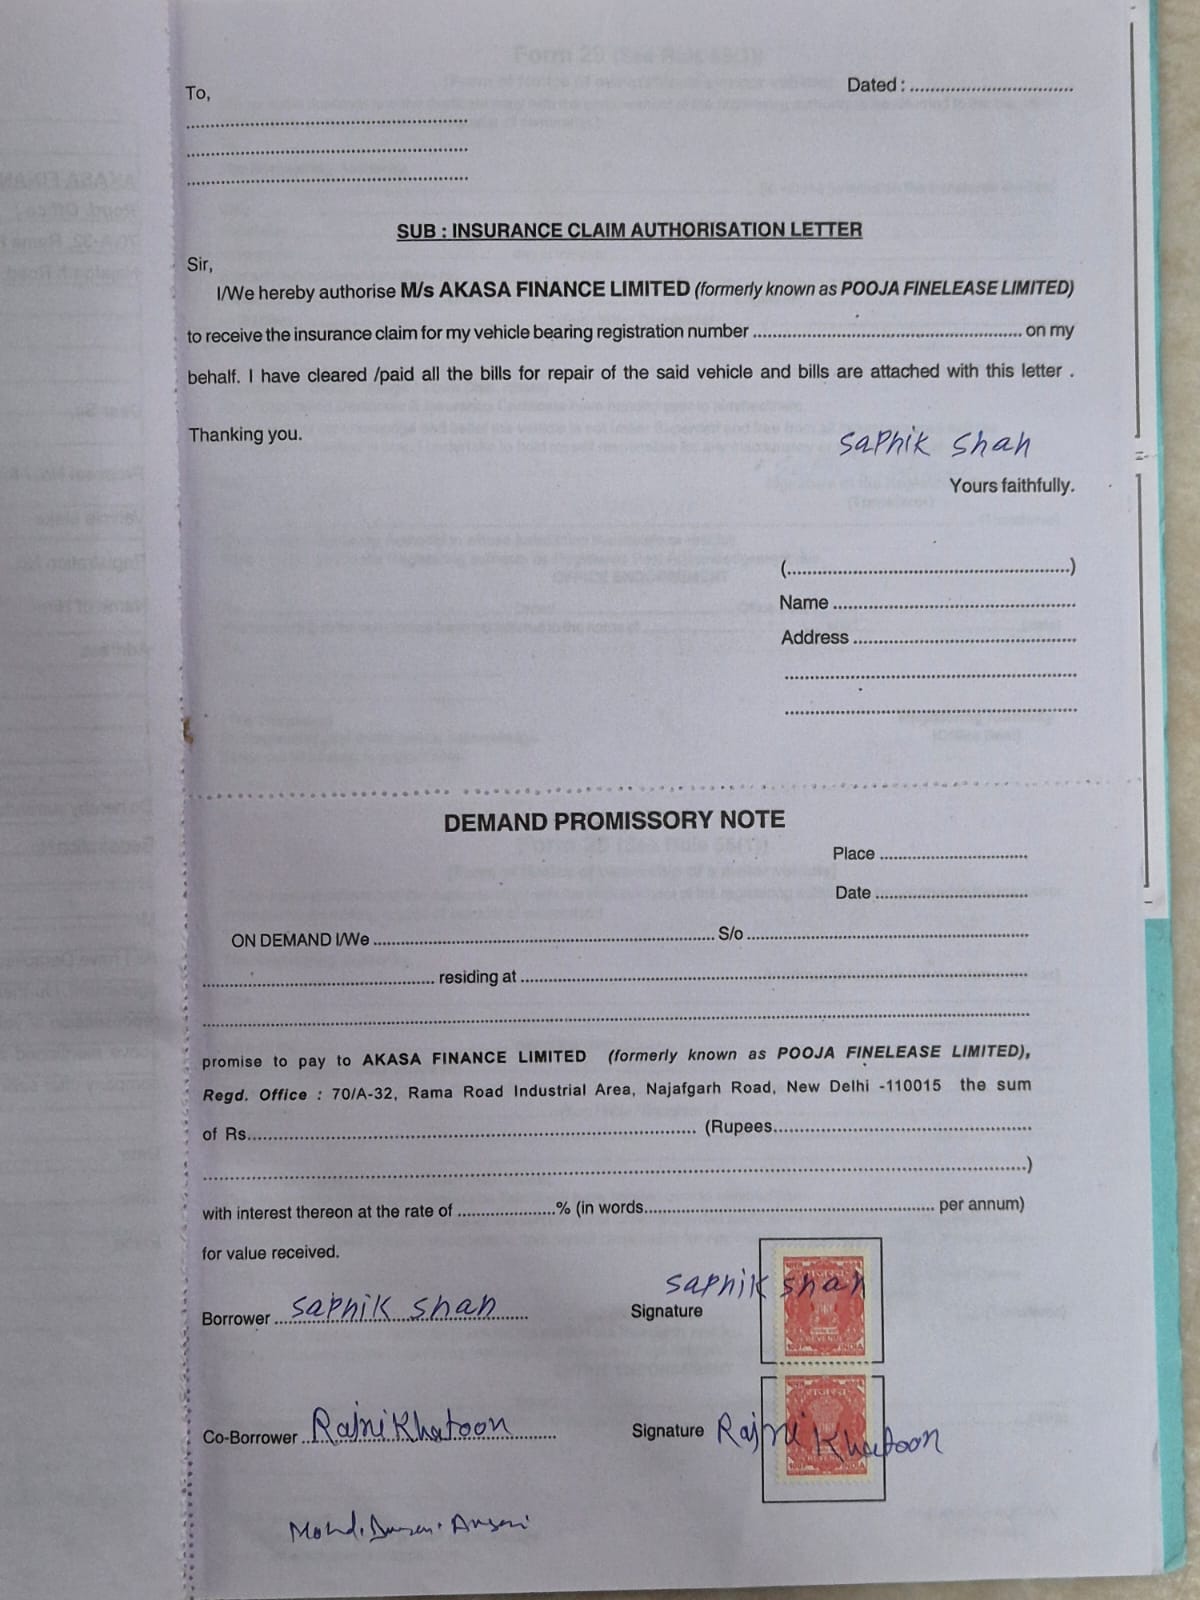 To,
Dated : ................................
........................................................
........................................................
........................................................
SUB : INSURANCE CLAIM AUTHORISATION LETTER
Sir,
I/We hereby authorise M/s AKASA FINANCE LIMITED (formerly known as POOJA FINELEASE LIMITED)
to receive the insurance claim for my vehicle bearing registration number ...................................................... on my
behalf. I have cleared /paid all the bills for repair of the said vehicle and bills are attached with this letter .
Thanking you.
saphik shah
Yours faithfully.
(........................................................)
Name ................................................
Address ............................................
..........................................................
..........................................................
DEMAND PROMISSORY NOTE
Place ..............................
Date ...............................
ON DEMAND I/We .................................................................... S/o ........................................................
.............................................. residing at .....................................................................................................
....................................................................................................................................................................
promise to pay to AKASA FINANCE LIMITED (formerly known as POOJA FINELEASE LIMITED),
Regd. Office : 70/A-32, Rama Road Industrial Area, Najafgarh Road, New Delhi -110015 the sum
of Rs.......................................................................................... (Rupees...................................................
....................................................................................................................................................................)
with interest thereon at the rate of ....................% (in words.......................................................... per annum)
for value received.
Borrower saphik shah Signature saphik shah
REVENUE
INDIA
Co-Borrower Rajni Khatoon Signature Rajni Khatoon
REVENUE
INDIA
Mohd. Ansari